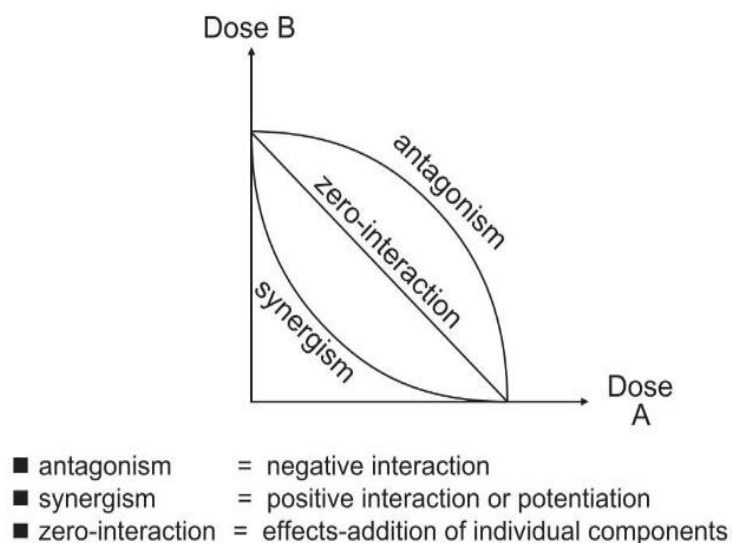 Dose B
antagonism
zero-interaction
synergism
Dose
A
■ antagonism = negative interaction
■ synergism = positive interaction or potentiation
■ zero-interaction = effects-addition of individual components